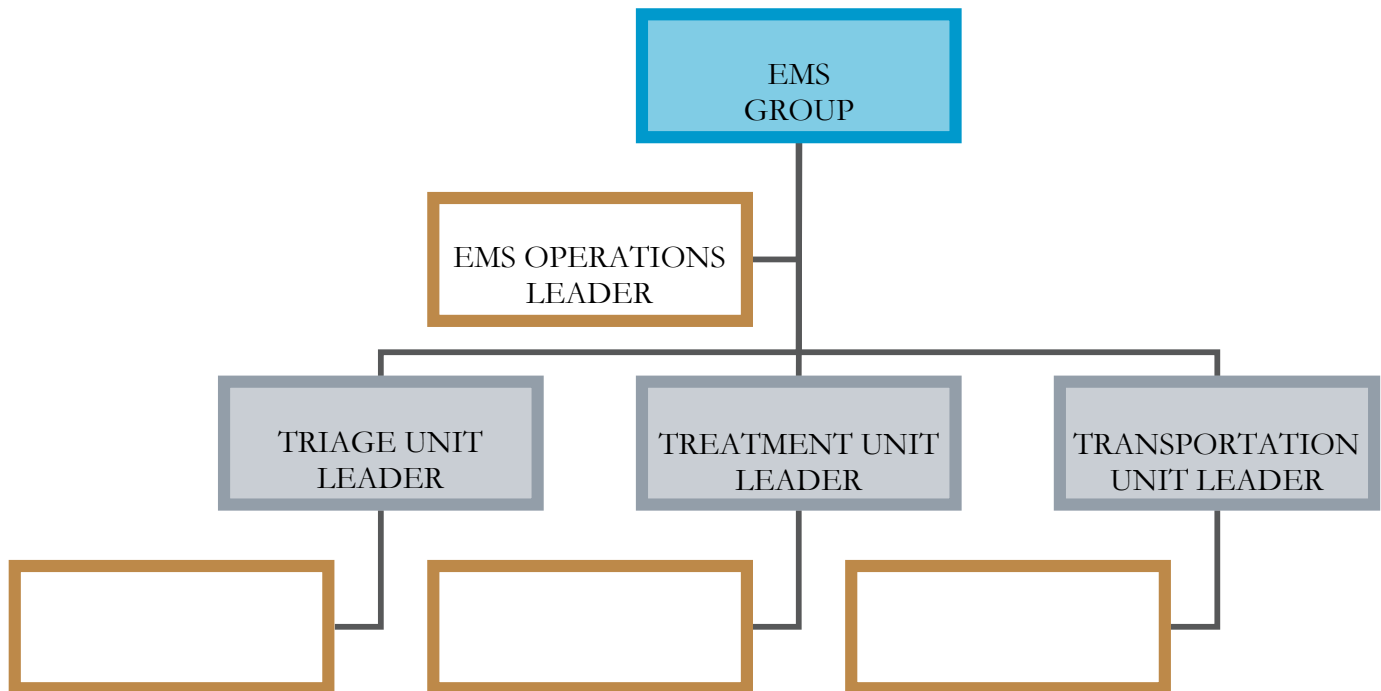 EMS
GROUP
EMS OPERATIONS
LEADER
TRIAGE UNIT
LEADER
TREATMENT UNIT
LEADER
TRANSPORTATION
UNIT LEADER